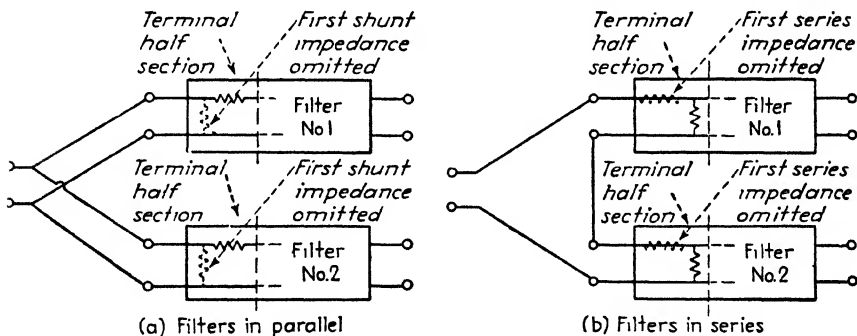 Terminal
half
section
First shunt
impedance
omitted
Filter
No.1
Terminal
half
section
First shunt
impedance
omitted
Filter
No.2
(a) Filters in parallel
Terminal
half
section
First series
impedance
omitted
Filter
No.1
Terminal
half
section
First series
impedance
omitted
Filter
No.2
(b) Filters in series